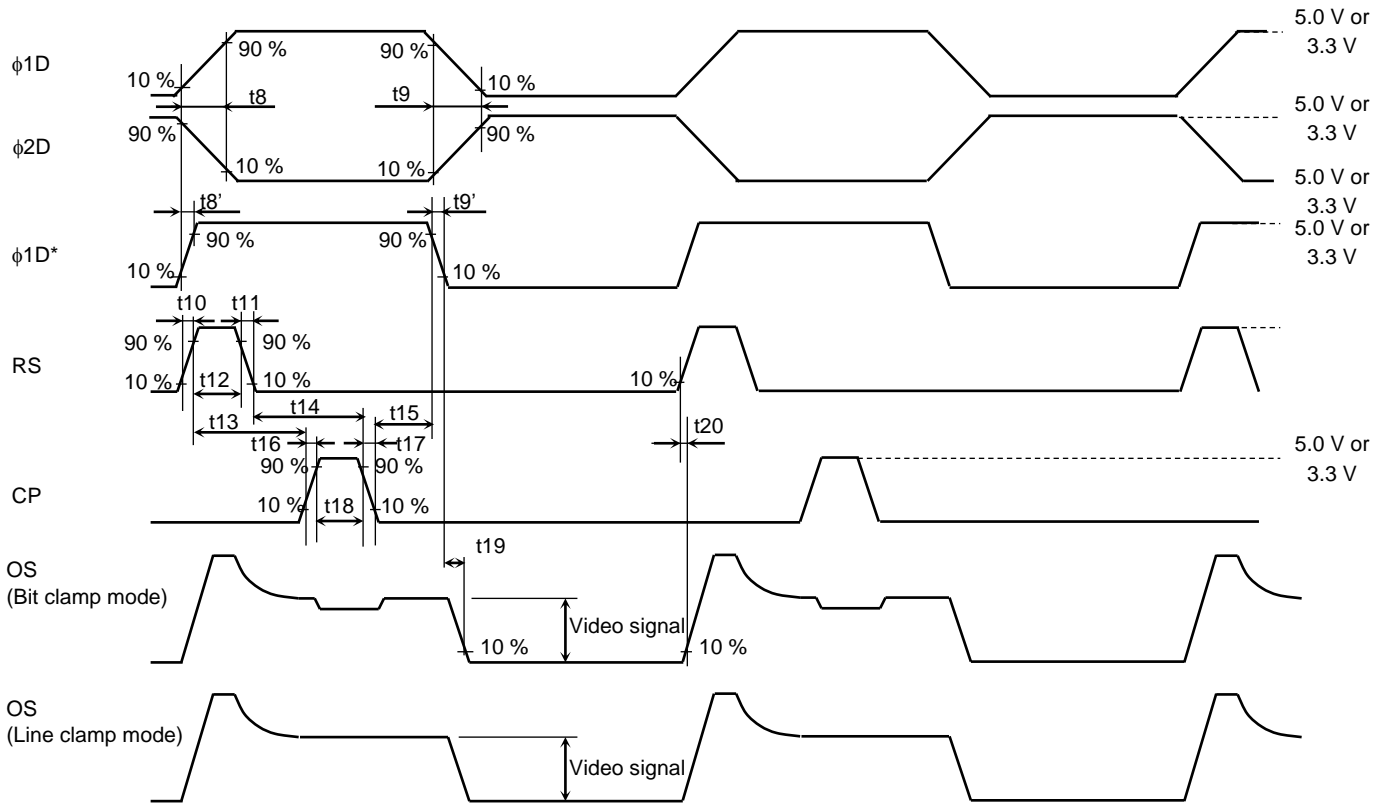 5.0 V or
3.3 V
φ1D
90 %
90 %
10 %
10 %
t8
t9
5.0 V or
3.3 V
φ2D
90 %
90 %
10 %
10 %
5.0 V or
3.3 V
t8’
t9’
5.0 V or
3.3 V
φ1D*
90 %
90 %
10 %
10 %
t10
t11
RS
90 %
90 %
10 %
t12
10 %
10 %
t13
t14
t15
t16
t17
t20
5.0 V or
3.3 V
CP
90 %
90 %
10 %
t18
10 %
t19
OS
(Bit clamp mode)
Video signal
10 %
10 %
OS
(Line clamp mode)
Video signal